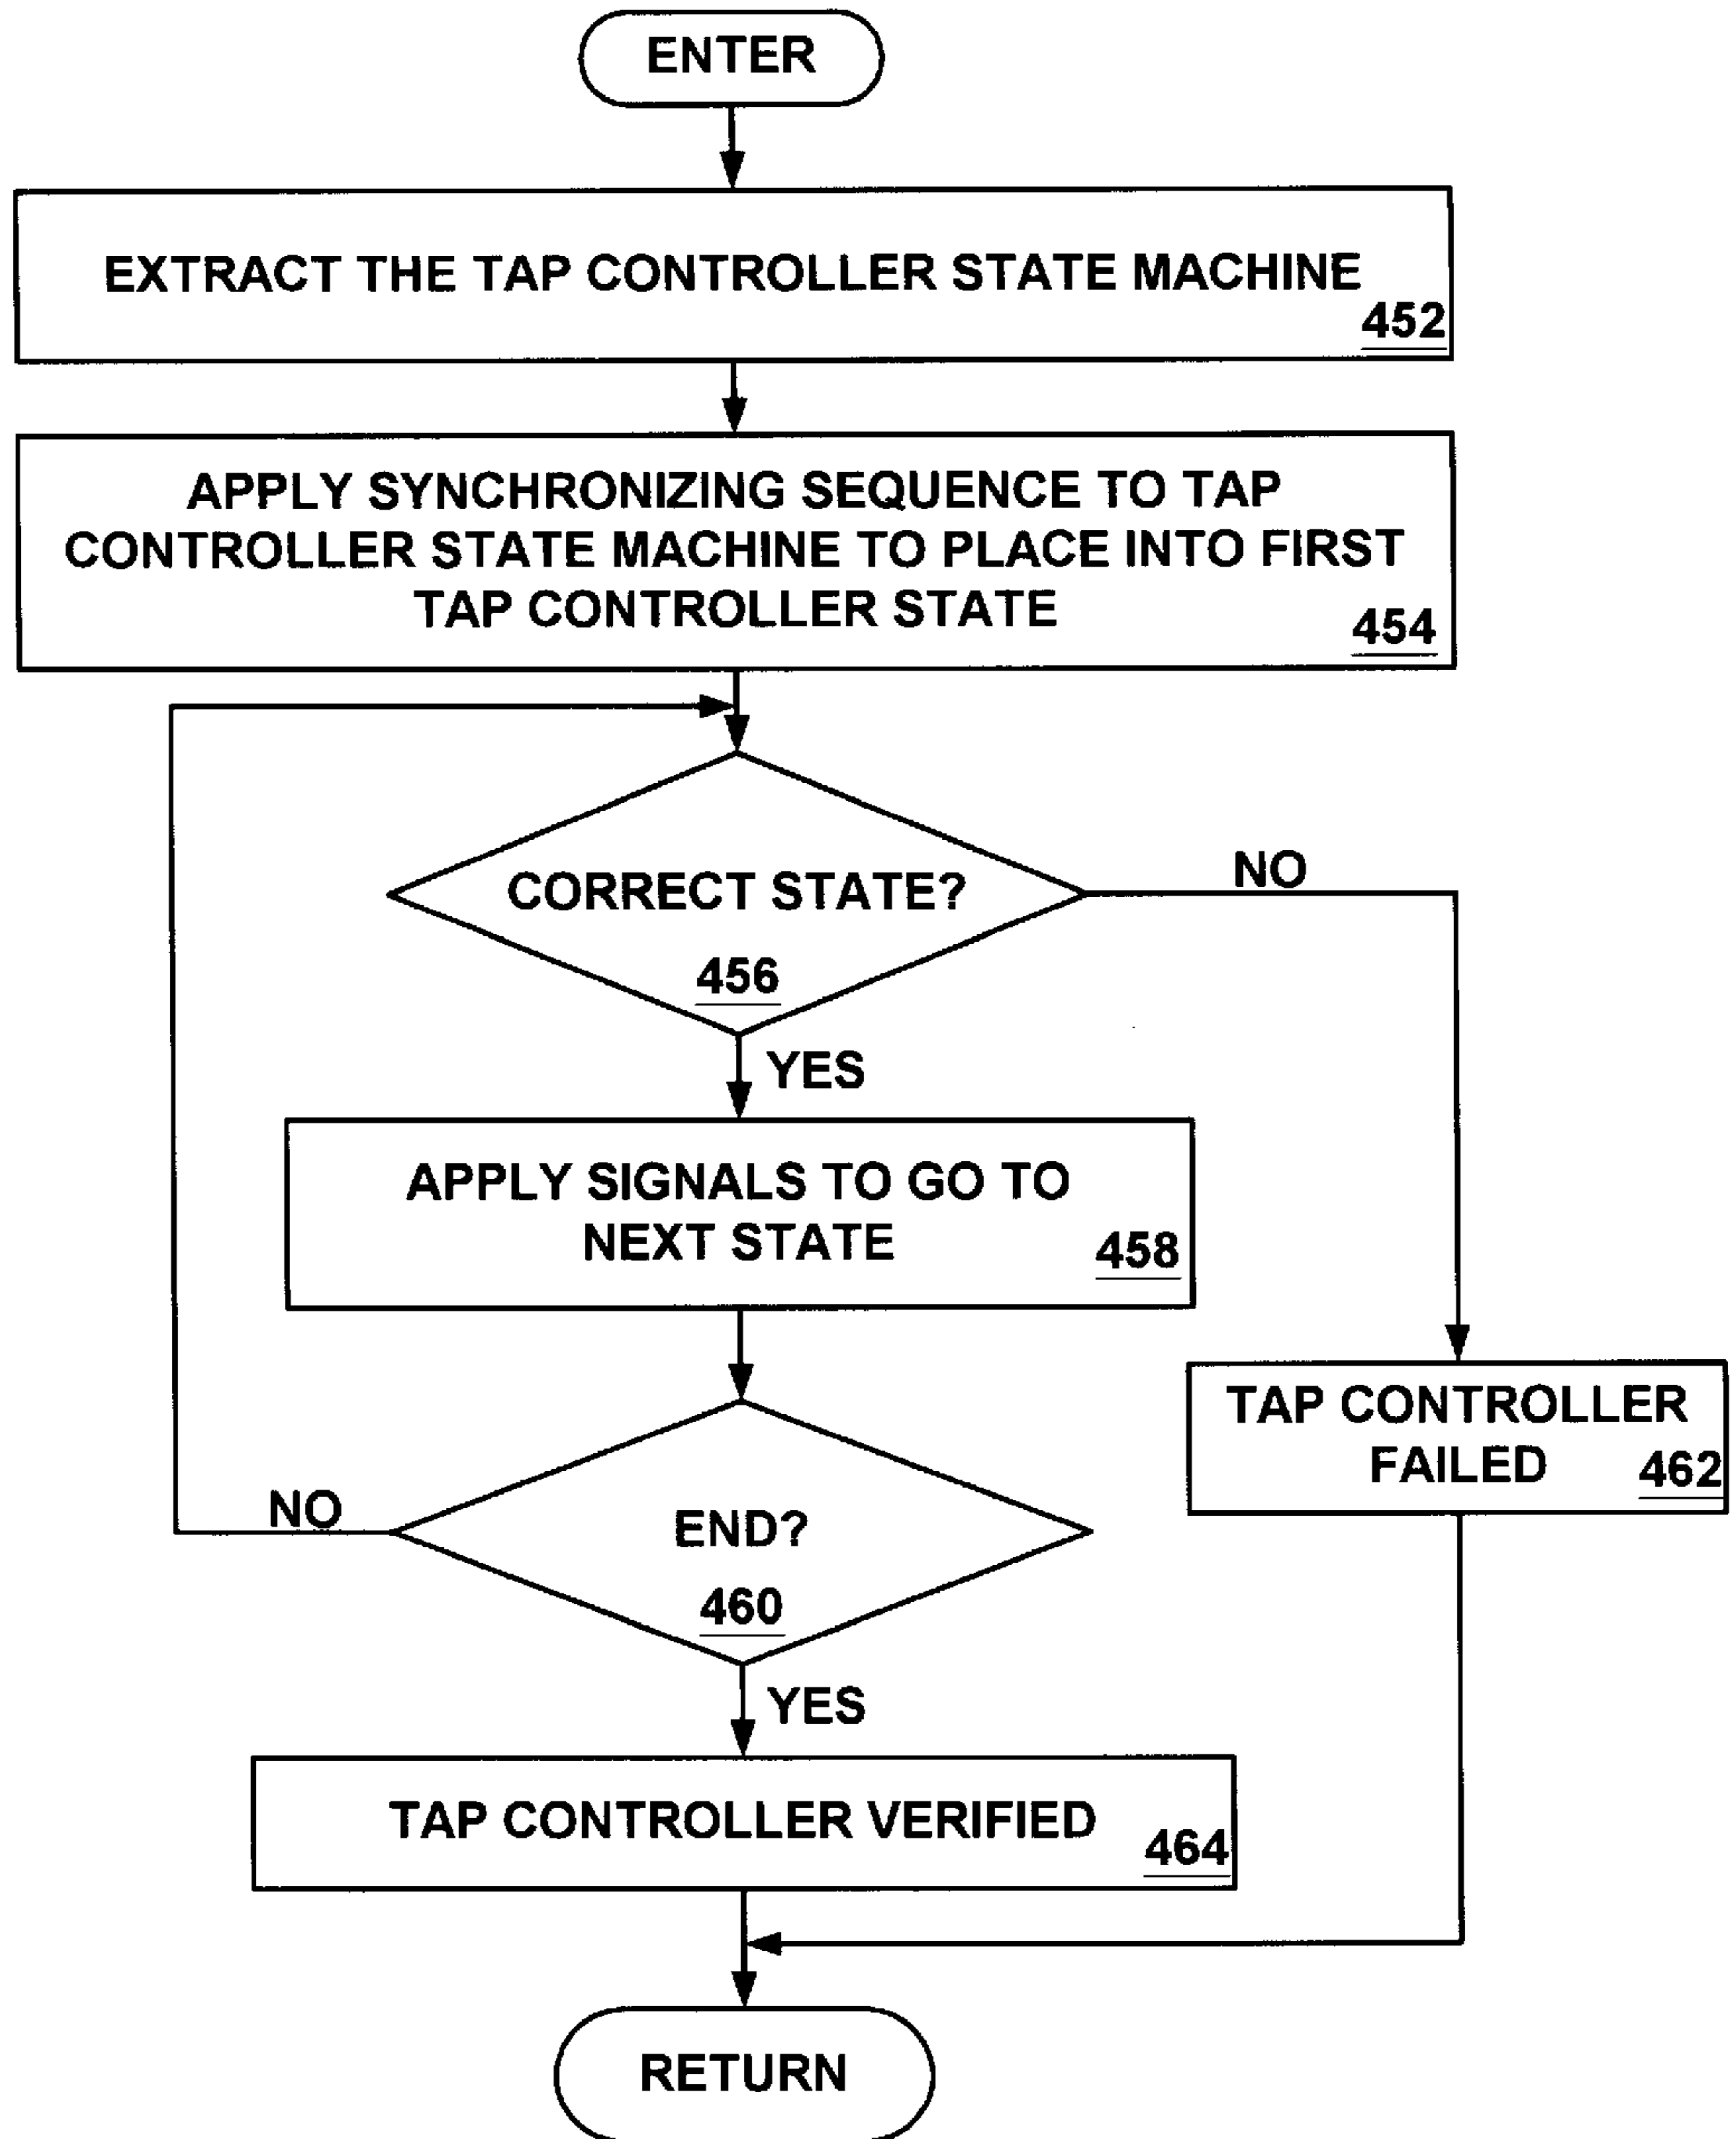 ENTER
EXTRACT THE TAP CONTROLLER STATE MACHINE
452
APPLY SYNCHRONIZING SEQUENCE TO TAP
CONTROLLER STATE MACHINE TO PLACE INTO FIRST
TAP CONTROLLER STATE
454
CORRECT STATE?
456
NO
YES
APPLY SIGNALS TO GO TO
NEXT STATE
458
TAP CONTROLLER
FAILED
462
END?
460
NO
YES
TAP CONTROLLER VERIFIED
464
RETURN